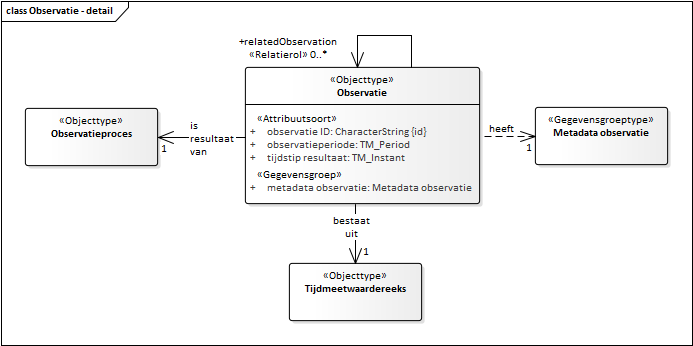 class Observatie - detail
+relatedObservation
«Relatierol» 0..*
«Objecttype»
Observatie
«Attribuutsoort»
+ observatie ID: CharacterString {id}
+ observatieperiode: TM_Period
+ tijdstip resultaat: TM_Instant
«Gegevensgroep»
+ metadata observatie: Metadata observatie
«Objecttype»
Observatieproces
is
resultaat
van
1
heeft
1
«Gegevensgroeptype»
Metadata observatie
bestaat
uit
1
«Objecttype»
Tijdmeetwaardereeks